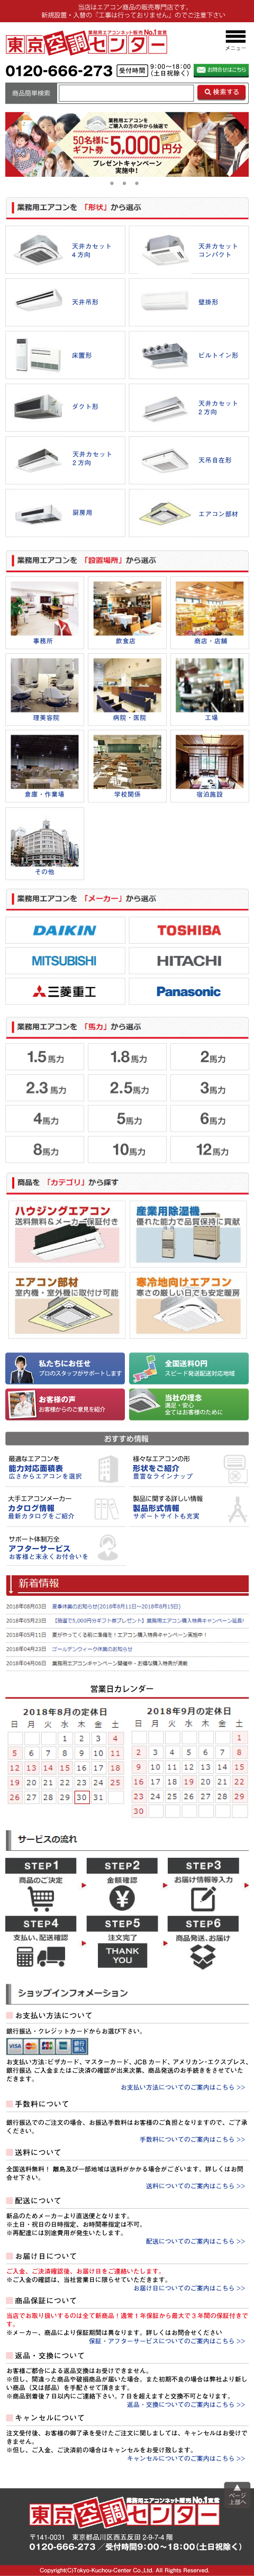 当店はエアコン商品の販売専門店です。
新規設置・入替の『工事は行っておりません』のでご注意下さい
業務用エアコンネット販売No.1宣言
東京空調センター
メニュー
0120-666-273 受付時間 9:00～18:00（土日祝除く） お問合せはこちら
商品簡単検索 検索する
業務用エアコンをご購入の方の中から抽選で
50名様にギフト券5,000円分
プレゼントキャンペーン実施中！
業務用エアコンを 「形状」から選ぶ
天井カセット4方向 天井カセットコンパクト
天井吊形 壁掛形
床置形 ビルトイン形
ダクト形 天井カセット2方向
天井カセット2方向 天吊自在形
厨房用 エアコン部材
業務用エアコンを 「設置場所」から選ぶ
事務所 飲食店 商店・店舗
理美容院 病院・医院 工場
倉庫・作業場 学校関係 宿泊施設
その他
業務用エアコンを 「メーカー」から選ぶ
DAIKIN TOSHIBA
MITSUBISHI HITACHI
三菱重工 Panasonic
業務用エアコンを 「馬力」から選ぶ
1.5馬力 1.8馬力 2馬力
2.3馬力 2.5馬力 3馬力
4馬力 5馬力 6馬力
8馬力 10馬力 12馬力
商品を 「カテゴリ」から探す
ハウジングエアコン 産業用除湿機
送料無料&メーカー保証付き 優れた能力で品質保持に貢献
エアコン部材 寒冷地向けエアコン
室内機・室外機に取付け可能 寒さの厳しい日でも安定暖房
私たちにお任せ 全国送料0円
プロのスタッフがサポートします スピード発送配達対応地域
お客様の声 当社の理念
お客様からのご意見を紹介 満足・安心
全てはお客様のために
おすすめ情報
最適なエアコンを 様々なエアコンの形
能力対応面積表 形状をご紹介
広さからエアコンを選択 豊富なラインナップ
大手エアコンメーカー 製品に関する詳しい情報
カタログ情報 製品形式情報
最新カタログをご紹介 サポートサイトも充実
サポート体制万全
アフターサービス
お客様と末永くお付合いを
新着情報
2018年08月03日 夏季休業のお知らせ(2018年8月11日～2018年8月15日)
2018年05月23日 【抽選で5,000円分ギフト券プレゼント】業務用エアコン購入特典キャンペーン延長!
2018年05月11日 夏がやってくる前に準備を！エアコン購入特典キャンペーン実施中！
2018年04月23日 ゴールデンウィーク休業のお知らせ
2018年04月06日 業務用エアコンキャンペーン開催中・お得な購入特典が満載
営業日カレンダー
2018年8月の定休日 2018年9月の定休日
日 月 火 水 木 金 土 日 月 火 水 木 金 土
1 2 3 4 1
5 6 7 8 9 10 11 2 3 4 5 6 7 8
12 13 14 15 16 17 18 9 10 11 12 13 14 15
19 20 21 22 23 24 25 16 17 18 19 20 21 22
26 27 28 29 30 31 23 24 25 26 27 28 29
30
サービスの流れ
STEP1 STEP2 STEP3
商品のご決定 金額確認 お届け情報等入力
STEP4 STEP5 STEP6
支払い、配送確認 注文完了 商品発送、お届け
THANK YOU
ショップインフォメーション
お支払い方法について
銀行振込・クレジットカードからお選び下さい。
VISA 銀行振込
お支払い方法：ビザカード、マスターカード、JCBカード、アメリカン・エクスプレス、
銀行振込 ご入金またはご決済の確認が出来次第、商品発送のお手続きをさせていただきます。
お支払い方法についてのご案内はこちら >>
手数料について
銀行振込でのご注文の場合、お振込手数料はお客様のご負担となりますので、ご了承ください。
手数料についてのご案内はこちら >>
送料について
全国送料無料！ 離島及び一部地域は送料がかかる場合がございます。詳しくはお問合せ下さい。
送料についてのご案内はこちら >>
配送について
新品のためメーカーより直送便となります。
※土日・祝日の日時指定、お時間帯指定は不可。
※再配達には別途費用が発生いたします。
配送についてのご案内はこちら >>
お届け日について
ご入金、ご決済確認後、お届け日をご連絡いたします。
※ご入金の確認は、当社営業日に限らせていただきます。
お届け日についてのご案内はこちら >>
商品保証について
当店でお取り扱いするのは全て新商品！通常1年保証から最大で3年間の保証付きです。
※メーカー、商品により保証期間は異なります。詳しくはお問合せください
保証・アフターサービスについてのご案内はこちら >>
返品・交換について
お客様ご都合による返品交換はお受けできません。
※但し、間違った商品や破損商品が届いた場合、また初期不良の場合は弊社より新しい商品（又は部品）を手配させて頂きます。
※商品到着後7日以内にご連絡下さい。7日を超えますと交換不可となります。
返品・交換についてのご案内はこちら >>
キャンセルについて
注文受付後、お客様の御了承を受けたご注文に関しましては、キャンセルはお受けできません。
※但し、ご入金、ご決済前の場合はキャンセルをお受け致します。
キャンセルについてのご案内はこちら >>
ページ上部へ
業務用エアコンネット販売No.1宣言
東京空調センター
〒141-0031 東京都品川区西五反田 2-9-7-4階
0120-666-273 ／受付時間9:00～18:00（土日祝除く）
Copyright(C)Tokyo-Kuchou-Center Co.,Ltd. All Rights Reserved.